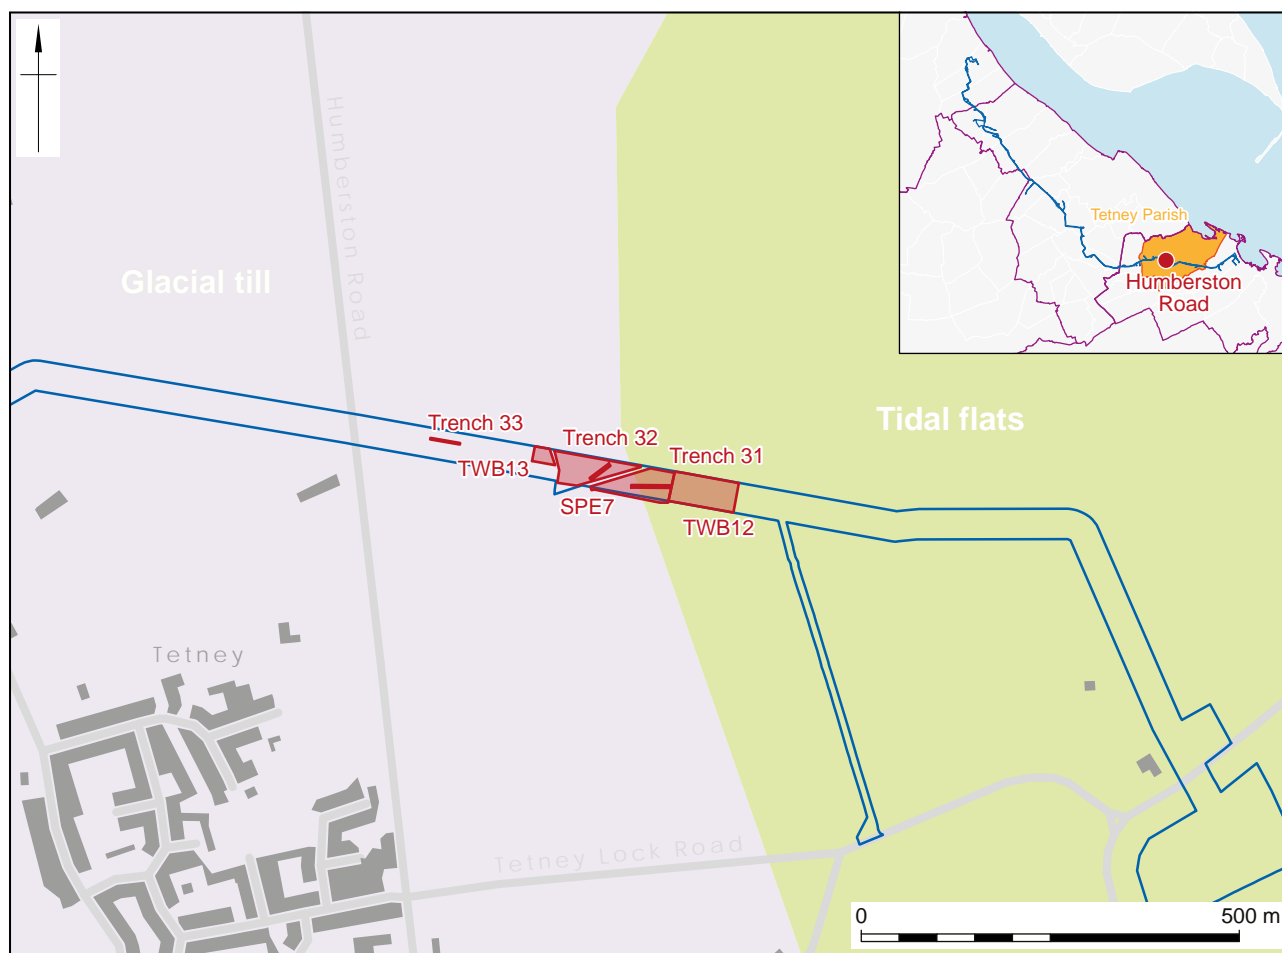 Humberston Road
Tetney Parish
Humberston
Road
Glacial till
Tidal flats
Trench 33
Trench 32
Trench 31
TWB13
SPE7
TWB12
Tetney
Tetney Lock Road
0
500 m